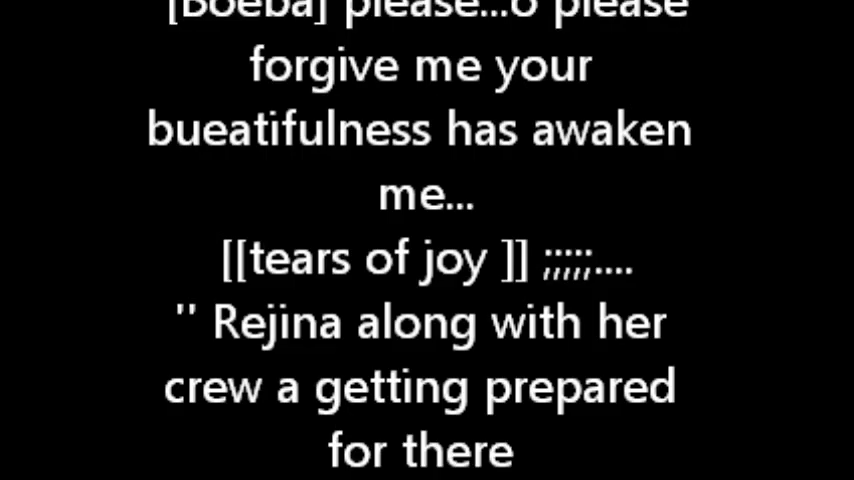 [Boeba] please...o please
forgive me your
bueatifulness has awaken
me...
[[tears of joy ]] ;;;;;....
'' Rejina along with her
crew a getting prepared
for there